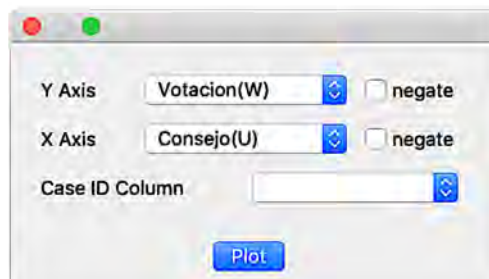 Y Axis Votacion(W) negate
X Axis Consejo(U) negate
Case ID Column
Plot